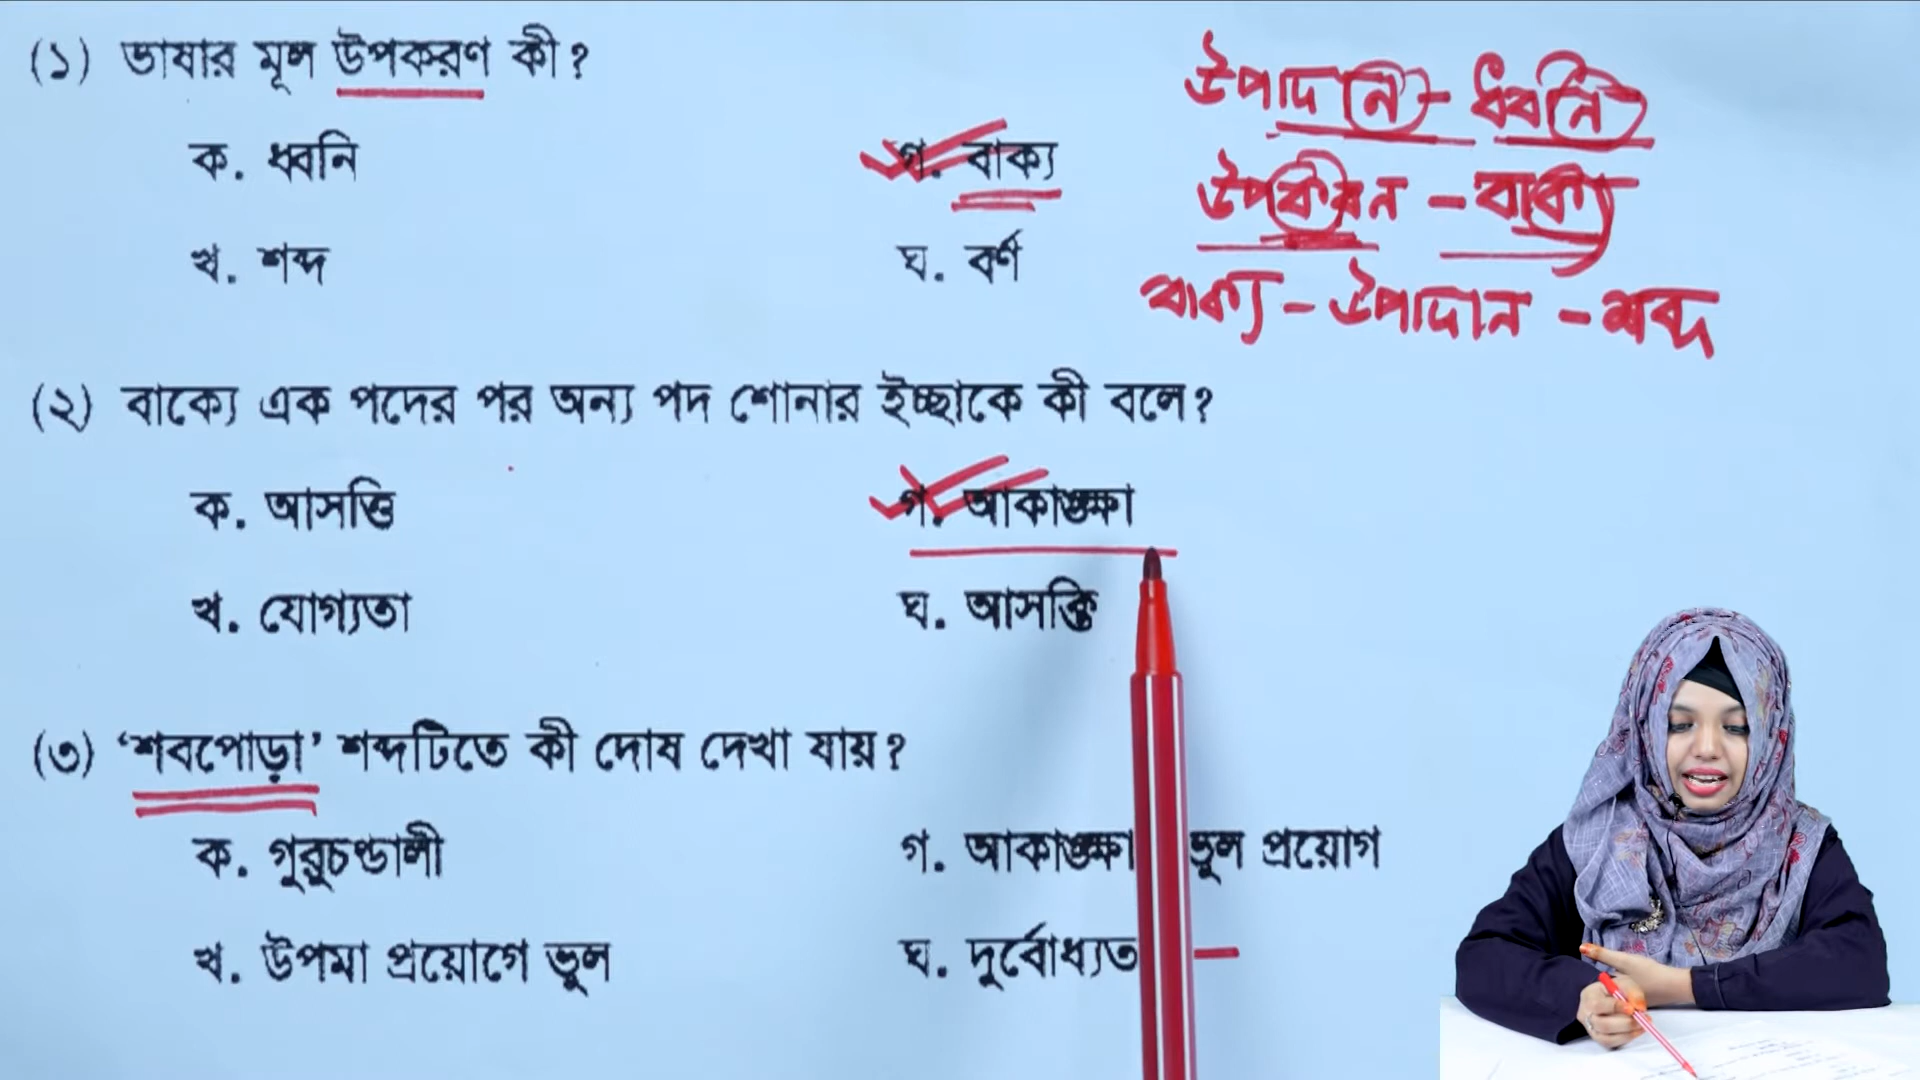 (১) ভাষার মূল উপকরণ কী?
ক. ধ্বনি
গ. বাক্য
খ. শব্দ
ঘ. বর্ণ
উপাদান - ধ্বনি
উপকরন - বাক্য
বাক্য - উপাদান - শব্দ
(২) বাক্যে এক পদের পর অন্য পদ শোনার ইচ্ছাকে কী বলে?
ক. আসত্তি
গ. আকাঙ্ক্ষা
খ. যোগ্যতা
ঘ. আসক্তি
(৩) ‘শবপোড়া’ শব্দটিতে কী দোষ দেখা যায়?
ক. গুরুচণ্ডালী
গ. আকাঙ্ক্ষা ভুল প্রয়োগ
খ. উপমা প্রয়োগে ভুল
ঘ. দুর্বোধ্যত